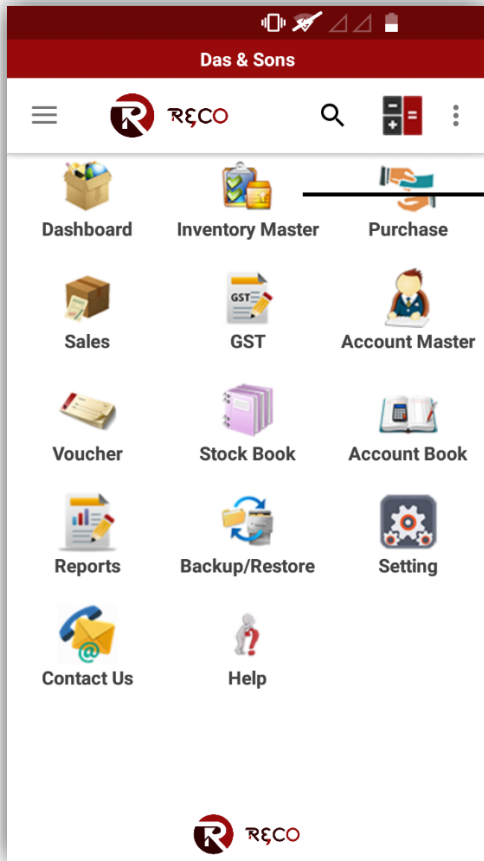 Das & Sons
R RECO
Dashboard Inventory Master Purchase
GST
Sales GST Account Master
Voucher Stock Book Account Book
Reports Backup/Restore Setting
@
Contact Us Help
R RECO